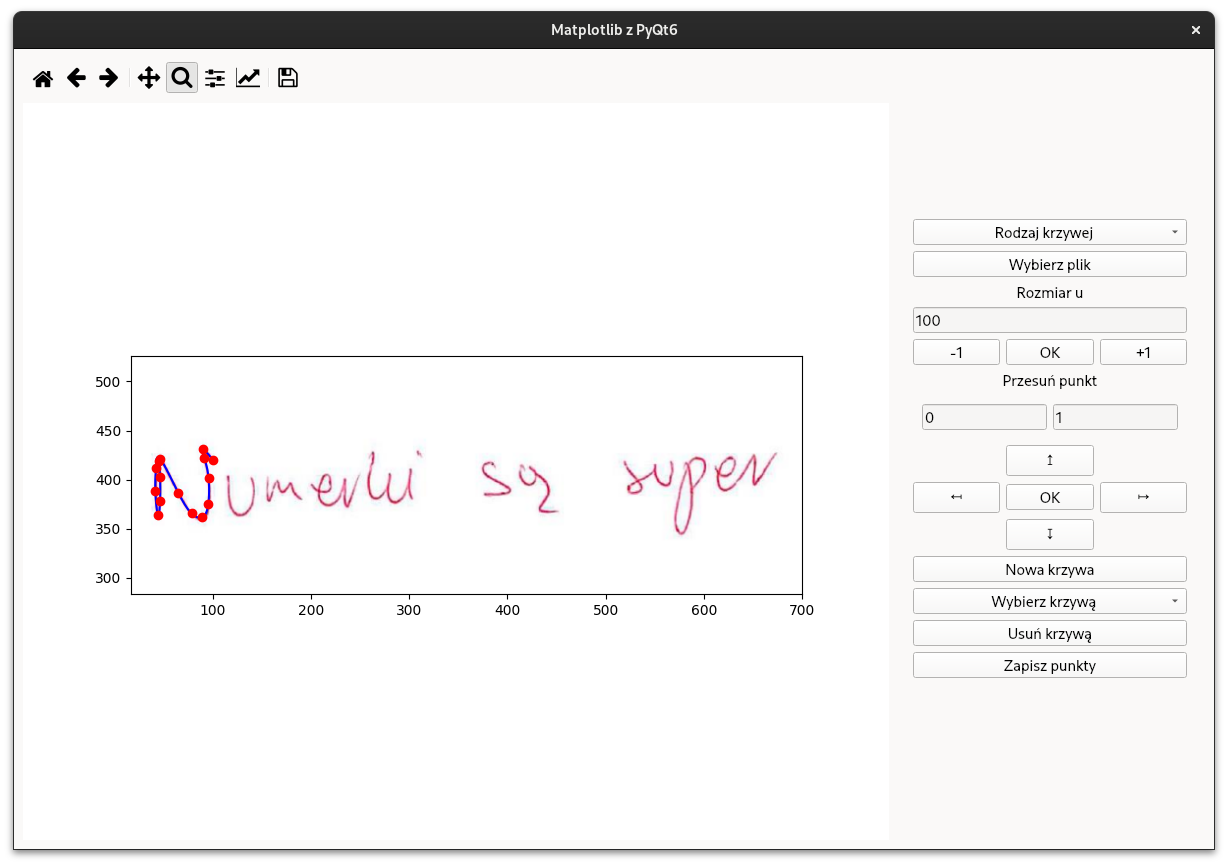 Matplotlib z PyQt6
Rodzaj krzywej
Wybierz plik
Rozmiar u
100
-1 OK +1
Przesuń punkt
0 1
↥
↤ OK ↦
↧
Nowa krzywa
Wybierz krzywą
Usuń krzywą
Zapisz punkty
500
450
400
350
300
100 200 300 400 500 600 700
Numerki są super